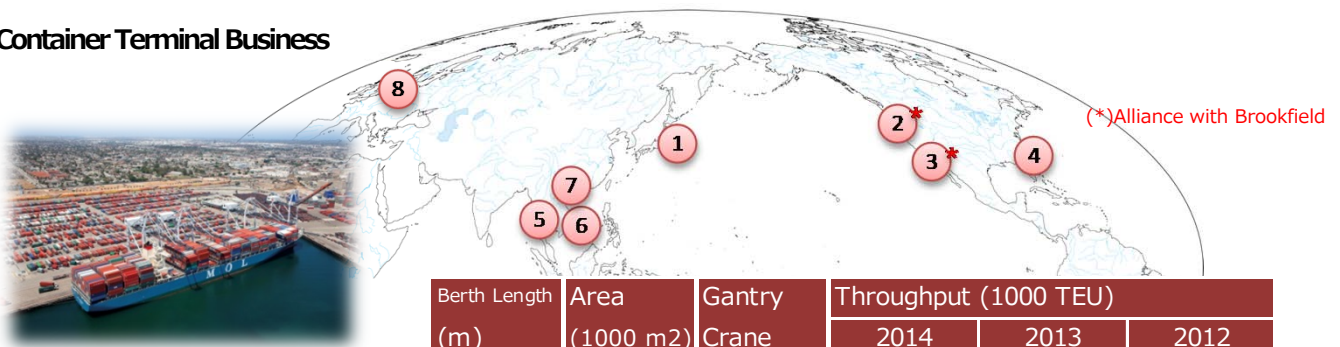 Container Terminal Business
8
1
2*
3*
4
(*)Alliance with Brookfield
7
5
6
MOL
Berth Length
(m)
Area
(1000 m2)
Gantry
Crane
Throughput (1000 TEU)
2014
2013
2012